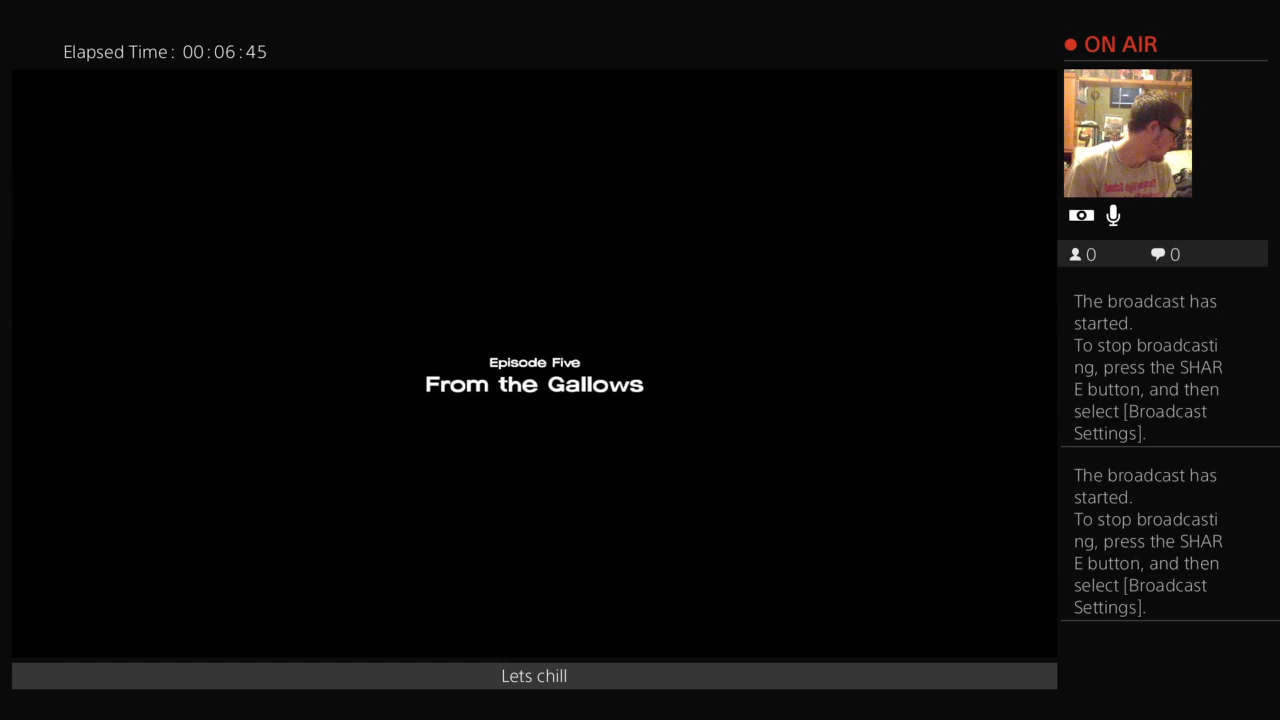 Elapsed Time: 00:06:45
ON AIR
0 0
Episode Five
From the Gallows
The broadcast has
started.
To stop broadcasti
ng, press the SHAR
E button, and then
select [Broadcast
Settings].
The broadcast has
started.
To stop broadcasti
ng, press the SHAR
E button, and then
select [Broadcast
Settings].
Lets chill